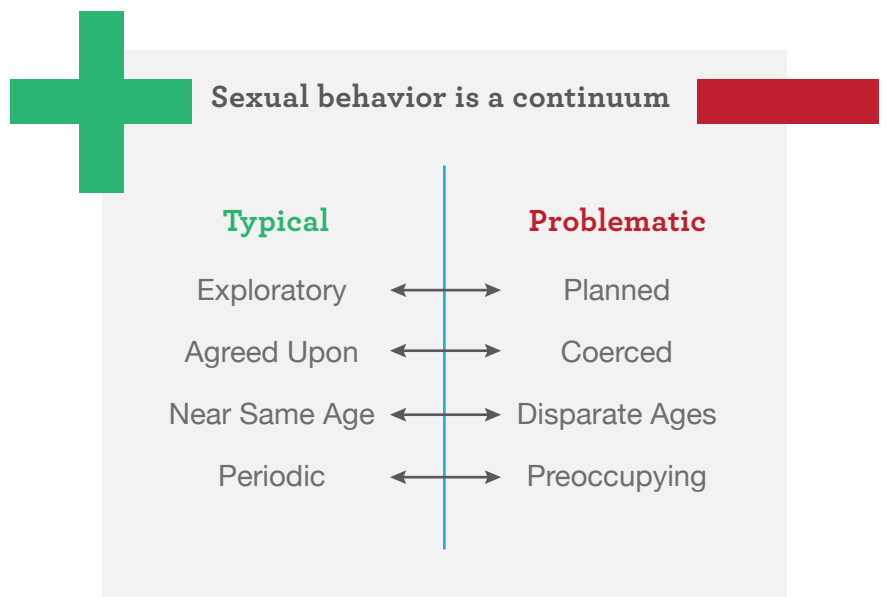 Sexual behavior is a continuum
Typical Problematic
Exploratory Planned
Agreed Upon Coerced
Near Same Age Disparate Ages
Periodic Preoccupying